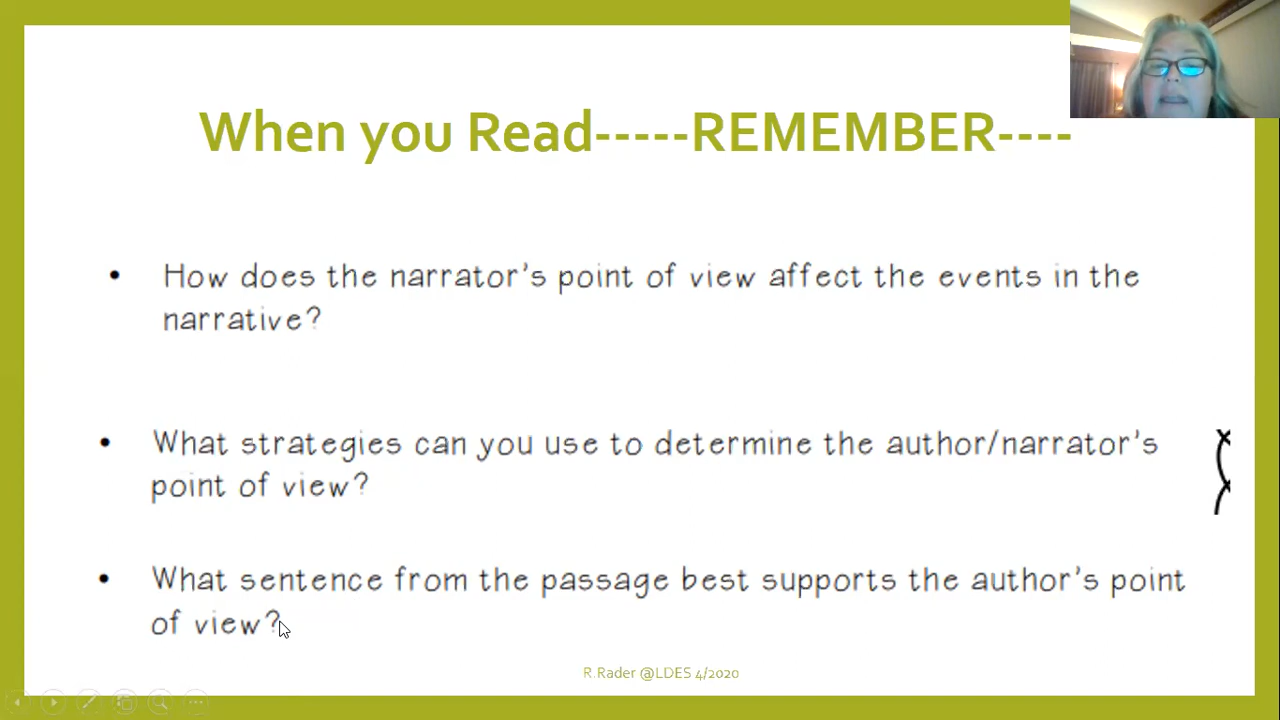 When you Read-----REMEMBER----
• How does the narrator's point of view affect the events in the
narrative?
• What strategies can you use to determine the author/narrator's
point of view?
• What sentence from the passage best supports the author's point
of view?
R.Rader @LDES 4/2020